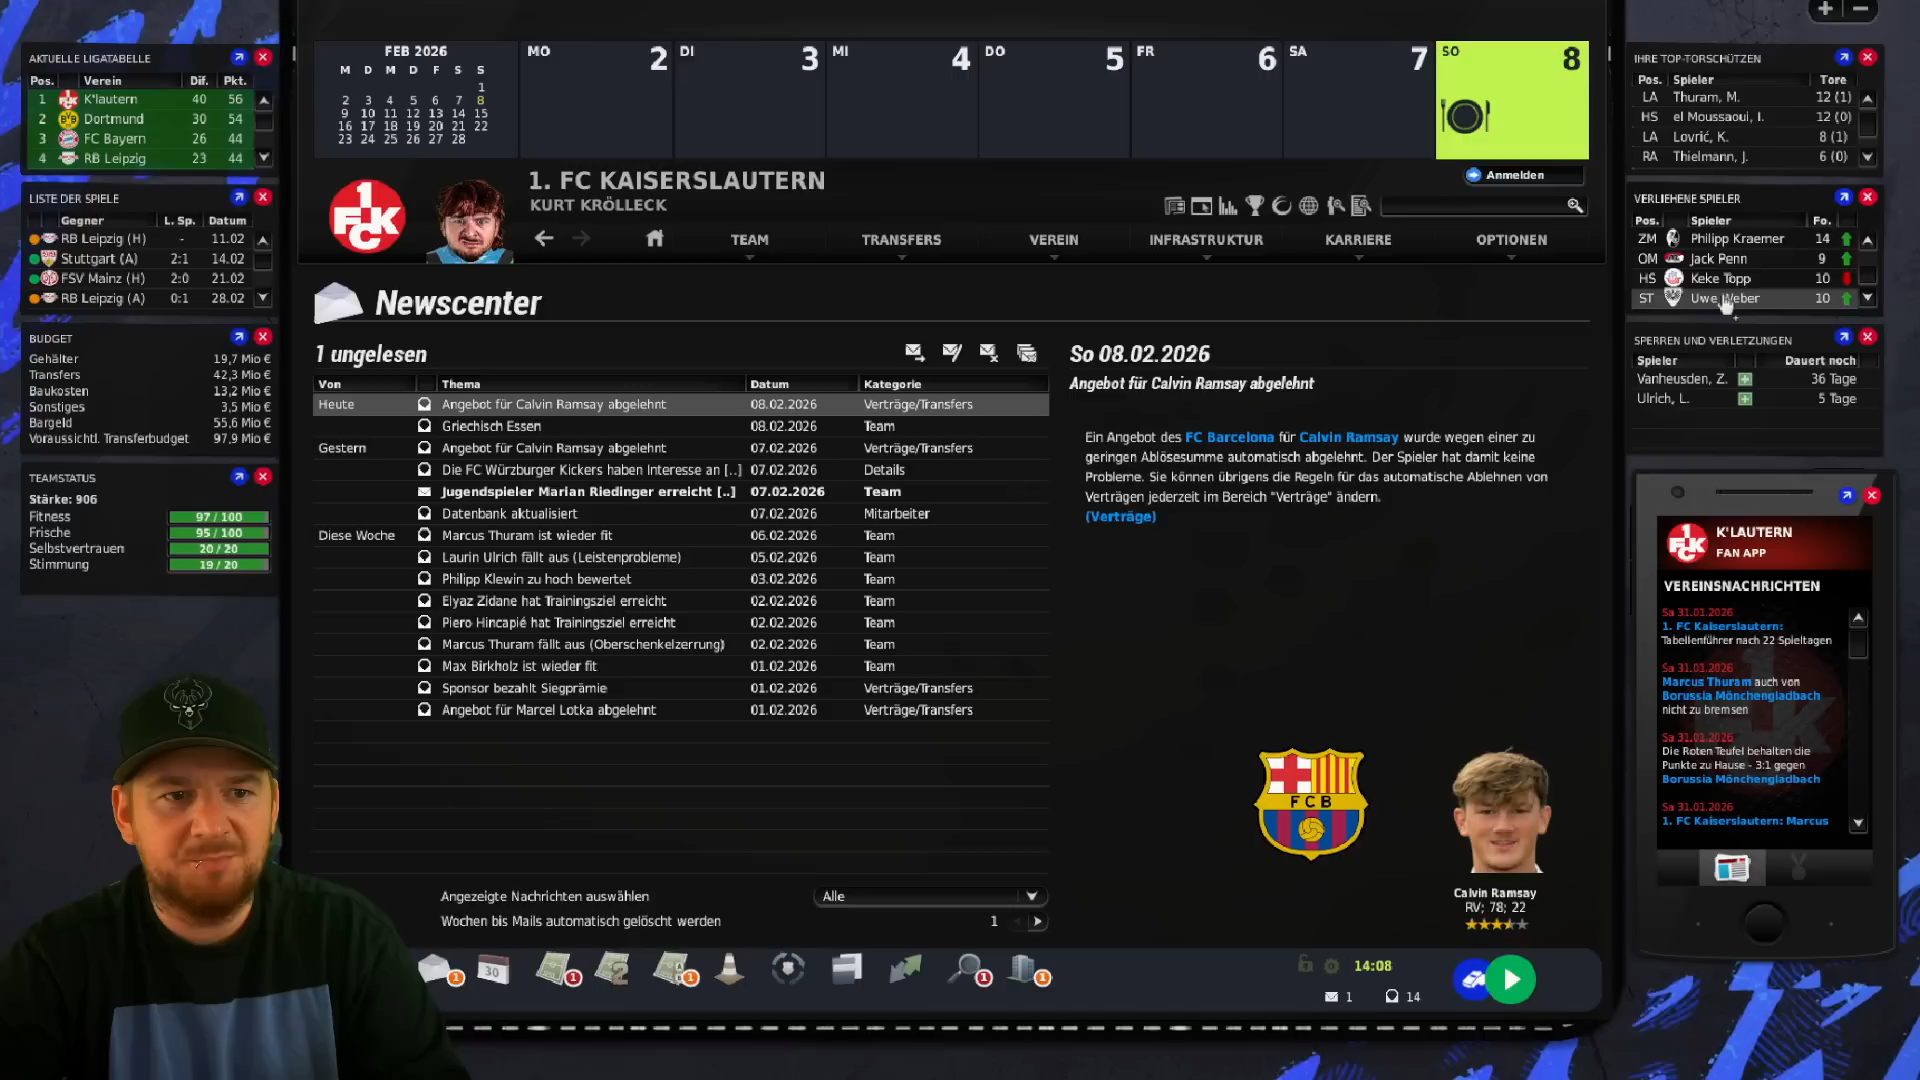 AKTUELLE LIGATABELLE
Pos. Verein Dif. Pkt.
1 K'lautern 40 56
2 Dortmund 30 54
3 FC Bayern 26 44
4 RB Leipzig 23 44
LISTE DER SPIELE
Gegner L. Sp. Datum
RB Leipzig (H) - 11.02
Stuttgart (A) 2:1 14.02
FSV Mainz (H) 2:0 21.02
RB Leipzig (A) 0:1 28.02
BUDGET
Gehälter 19,7 Mio €
Transfers 42,3 Mio €
Baukosten 13,2 Mio €
Sonstiges 3,5 Mio €
Bargeld 55,6 Mio €
Voraussichtl. Transferbudget 97,9 Mio €
TEAMSTATUS
Stärke: 906
Fitness 97 / 100
Frische 95 / 100
Selbstvertrauen 20 / 20
Stimmung 19 / 20
FEB 2026
M D M D F S S
1
2 3 4 5 6 7 8
9 10 11 12 13 14 15
16 17 18 19 20 21 22
23 24 25 26 27 28
MO 2 DI 3 MI 4 DO 5 FR 6 SA 7 SO 8
1. FC KAISERSLAUTERN
KURT KRÖLLECK
Anmelden
TEAM TRANSFERS VEREIN INFRASTRUKTUR KARRIERE OPTIONEN
Newscenter
1 ungelesen
Von Thema Datum Kategorie
Heute Angebot für Calvin Ramsay abgelehnt 08.02.2026 Verträge/Transfers
Griechisch Essen 08.02.2026 Team
Gestern Angebot für Calvin Ramsay abgelehnt 07.02.2026 Verträge/Transfers
Die FC Würzburger Kickers haben Interesse an [..] 07.02.2026 Details
Jugendspieler Marian Riedinger erreicht [..] 07.02.2026 Team
Datenbank aktualisiert 07.02.2026 Mitarbeiter
Diese Woche Marcus Thuram ist wieder fit 06.02.2026 Team
Laurin Ulrich fällt aus (Leistenprobleme) 05.02.2026 Team
Philipp Klewin zu hoch bewertet 03.02.2026 Team
Elyaz Zidane hat Trainingsziel erreicht 02.02.2026 Team
Piero Hincapié hat Trainingsziel erreicht 02.02.2026 Team
Marcus Thuram fällt aus (Oberschenkelzerrung) 02.02.2026 Team
Max Birkholz ist wieder fit 01.02.2026 Team
Sponsor bezahlt Siegprämie 01.02.2026 Verträge/Transfers
Angebot für Marcel Lotka abgelehnt 01.02.2026 Verträge/Transfers
Angezeigte Nachrichten auswählen Alle
Wochen bis Mails automatisch gelöscht werden 1
So 08.02.2026
Angebot für Calvin Ramsay abgelehnt
Ein Angebot des FC Barcelona für Calvin Ramsay wurde wegen einer zu
geringen Ablösesumme automatisch abgelehnt. Der Spieler hat damit keine
Probleme. Sie können übrigens die Regeln für das automatische Ablehnen von
Verträgen jederzeit im Bereich "Verträge" ändern.
(Verträge)
FCB
Calvin Ramsay
RV; 78; 22
1 30 1 2 1 1 1
14:08
1 14
IHRE TOP-TORSCHÜTZEN
Pos. Spieler Tore
LA Thuram, M. 12 (1)
HS el Moussaoui, I. 12 (0)
LA Lovrić, K. 8 (1)
RA Thielmann, J. 6 (0)
VERLIEHENE SPIELER
Pos. Spieler Fo.
ZM Philipp Kraemer 14
OM Jack Penn 9
HS Keke Topp 10
ST Uwe Weber 10
SPERREN UND VERLETZUNGEN
Spieler Dauert noch
Vanheusden, Z. 36 Tage
Ulrich, L. 5 Tage
K'LAUTERN
FAN APP
VEREINSNACHRICHTEN
Sa 31.01.2026
1. FC Kaiserslautern:
Tabellenführer nach 22 Spieltagen
Sa 31.01.2026
Marcus Thuram auch von
Borussia Mönchengladbach
nicht zu bremsen
Sa 31.01.2026
Die Roten Teufel behalten die
Punkte zu Hause - 3:1 gegen
Borussia Mönchengladbach
Sa 31.01.2026
1. FC Kaiserslautern: Marcus